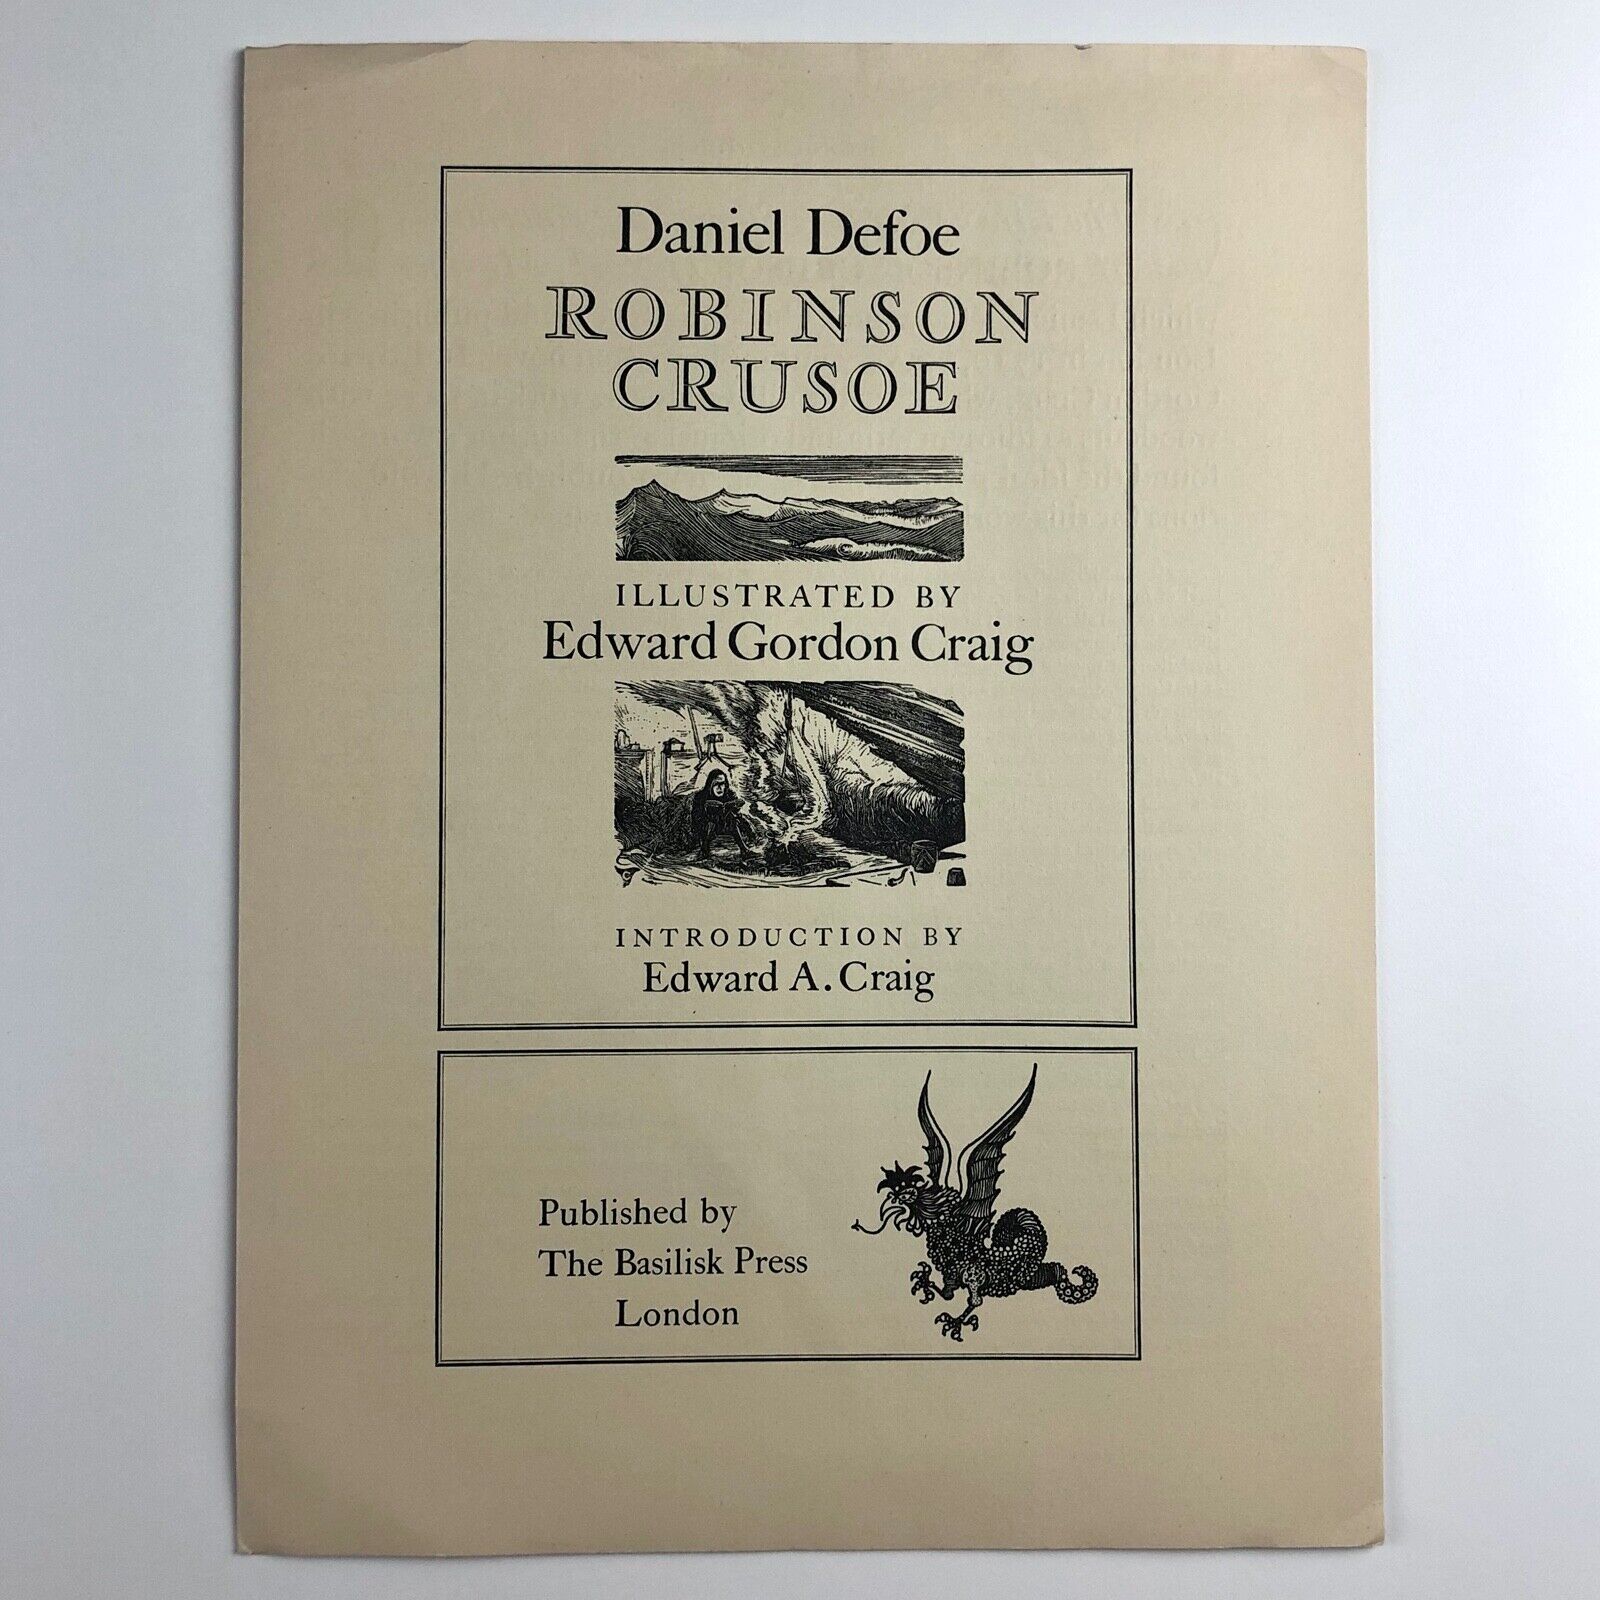 Daniel Defoe
ROBINSON
CRUSOE
ILLUSTRATED BY
Edward Gordon Craig
INTRODUCTION BY
Edward A. Craig
Published by
The Basilisk Press
London